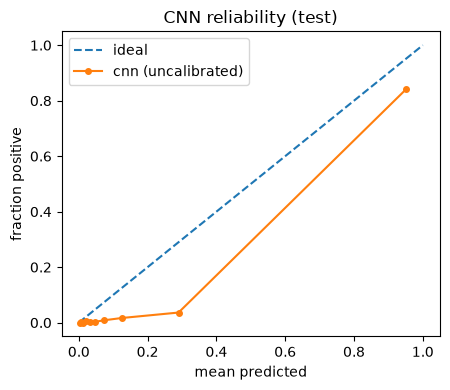 CNN reliability (test)
ideal
cnn (uncalibrated)
1.0
0.8
0.6
0.4
0.2
0.0
fraction positive
0.0 0.2 0.4 0.6 0.8 1.0
mean predicted